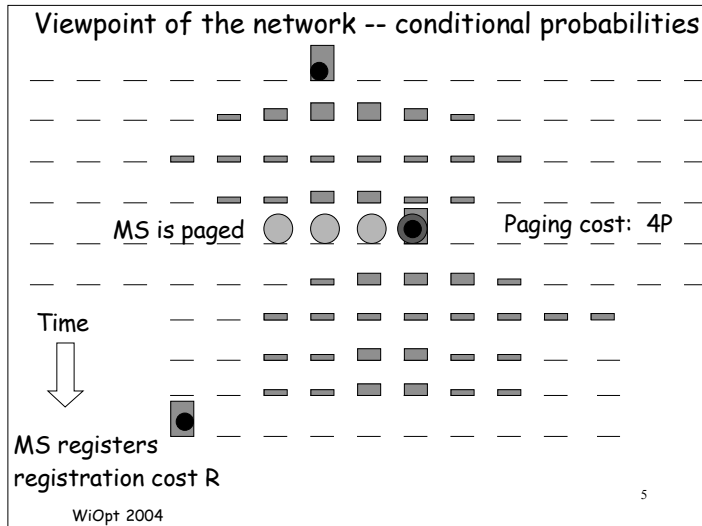 Viewpoint of the network -- conditional probabilities
MS is paged
Paging cost: 4P
Time
MS registers
registration cost R
5
WiOpt 2004